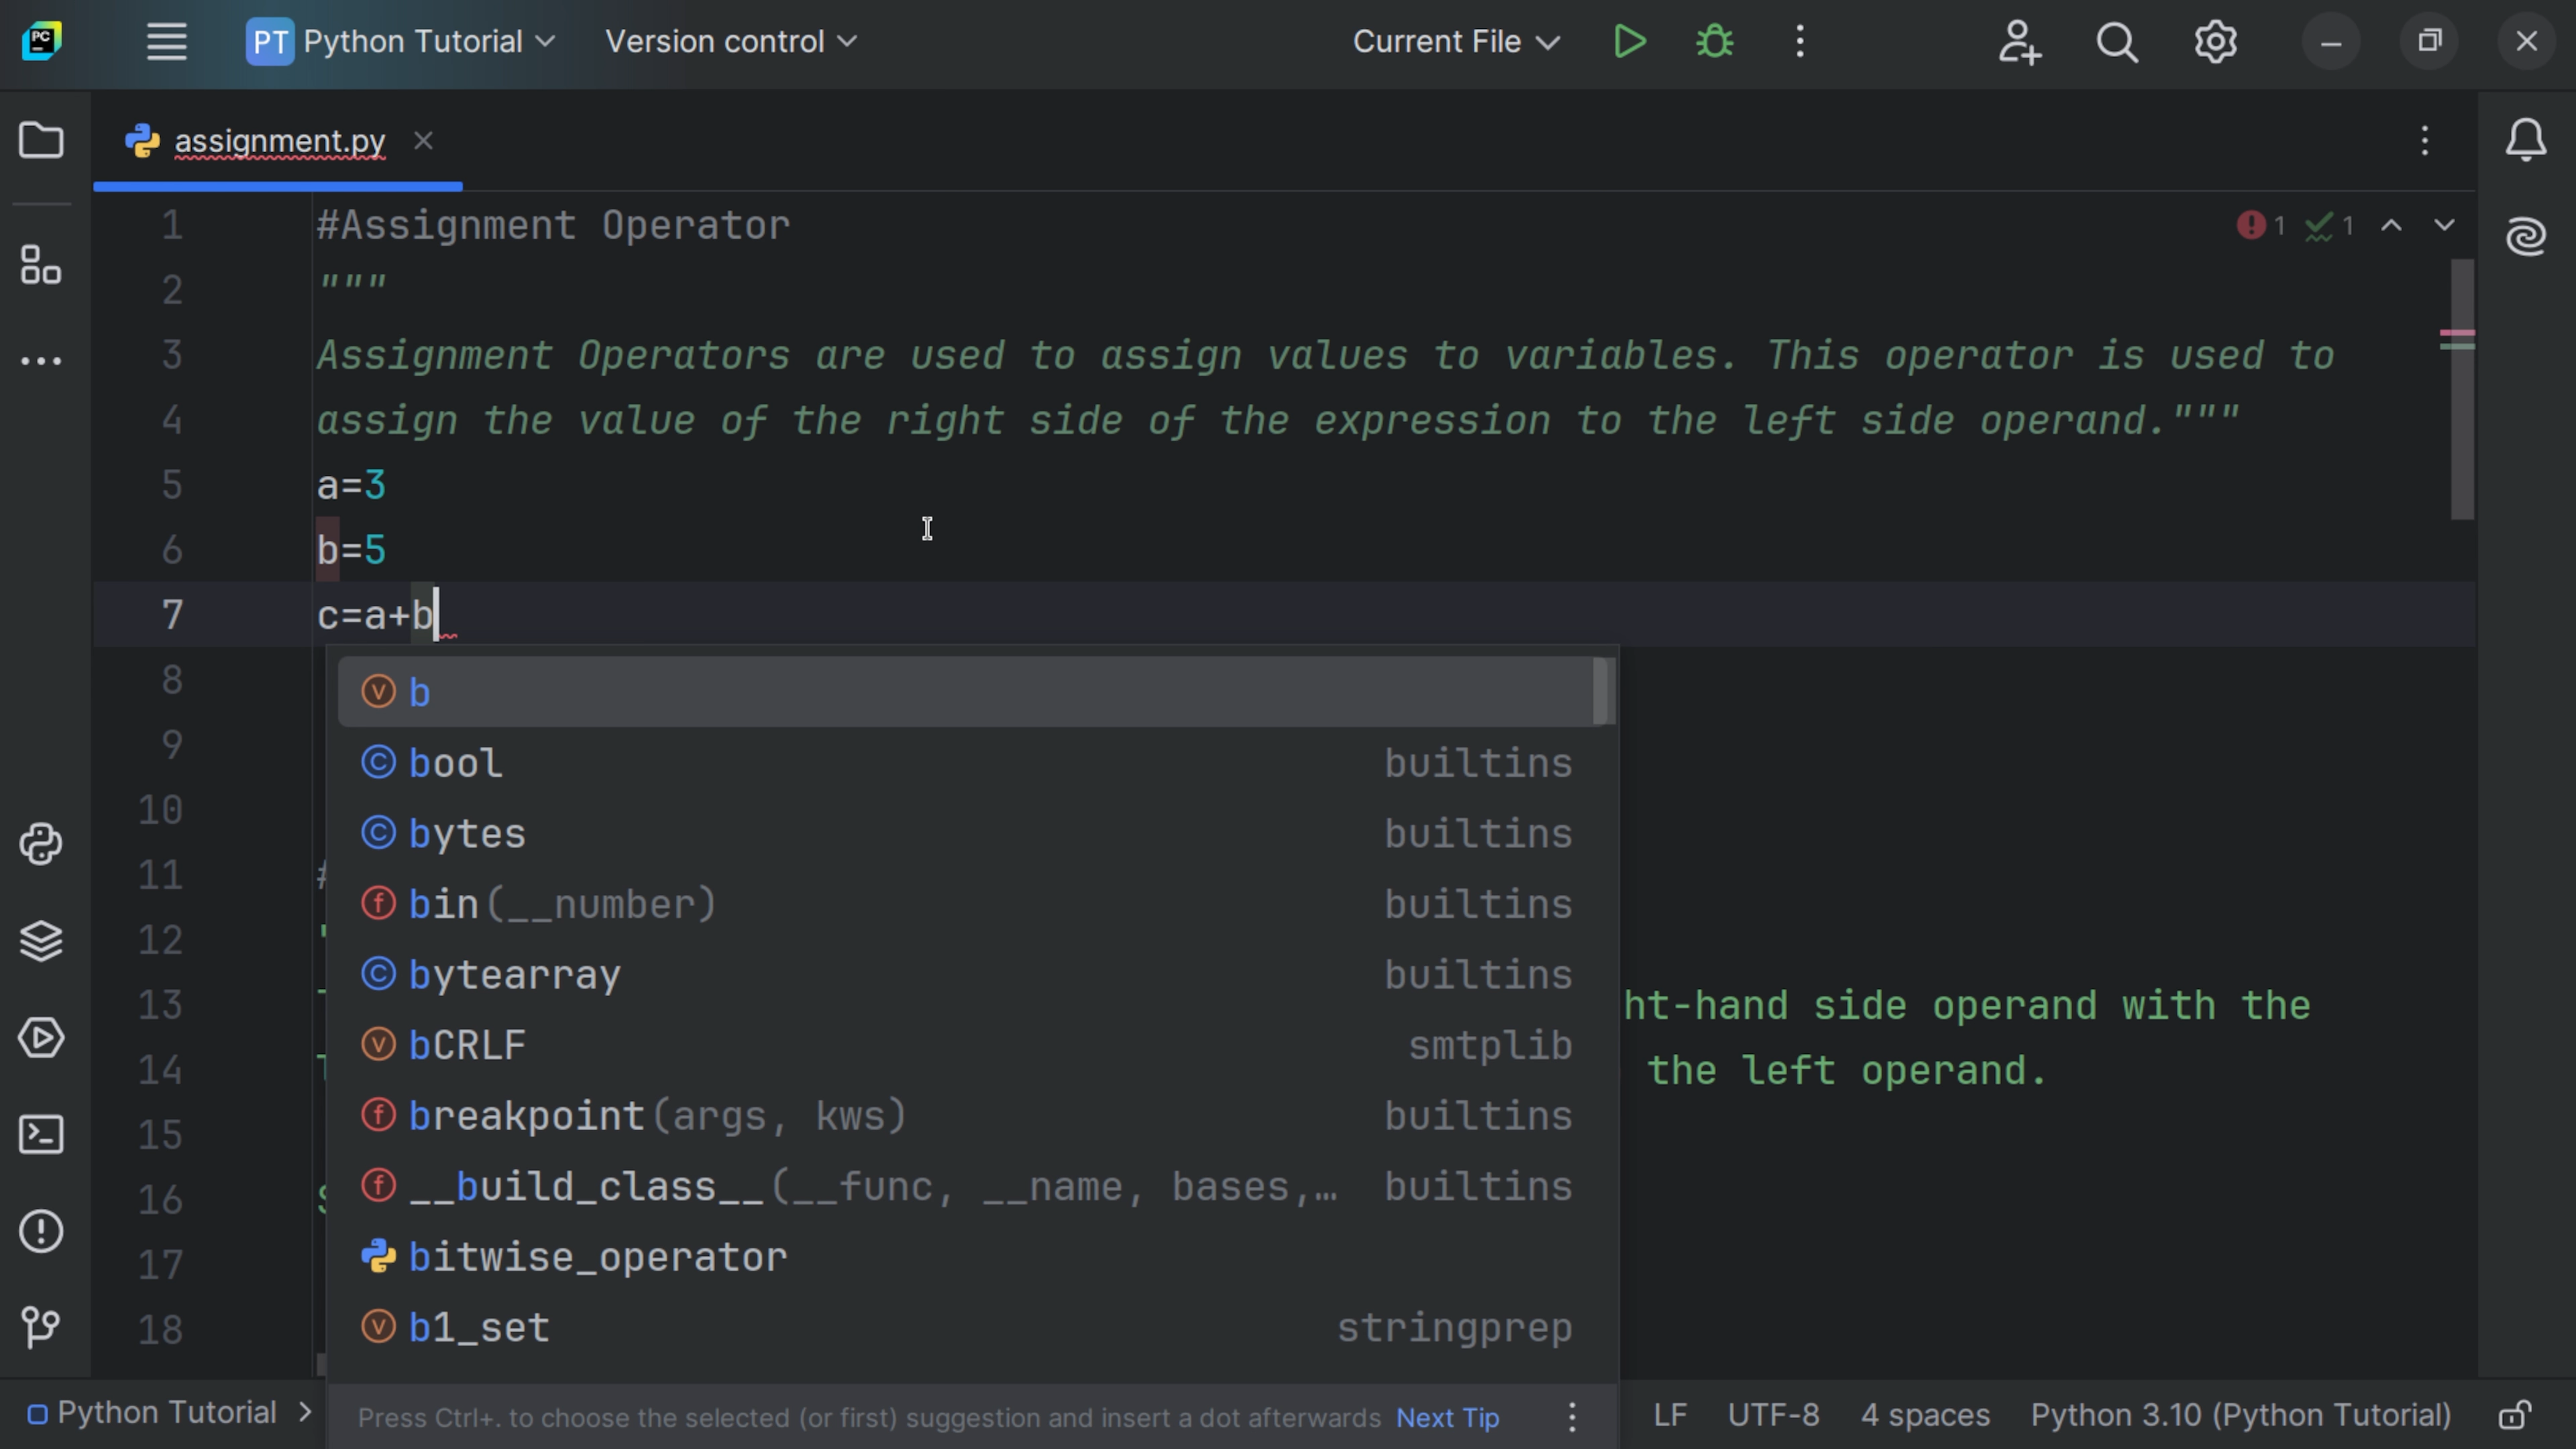 PC
PT Python Tutorial Version control Current File
assignment.py
1 #Assignment Operator 1 1
2 """
3 Assignment Operators are used to assign values to variables. This operator is used to
4 assign the value of the right side of the expression to the left side operand."""
5 a=3
6 b=5
7 c=a+b
8 b
9 bool builtins
bytes builtins
10
11 # bin(__number) builtins
12 bytearray builtins
13 ht-hand side operand with the
bCRLF smtplib
14 the left operand.
15 breakpoint(args, kws) builtins
16 __build_class__(__func, __name, bases,… builtins
17 bitwise_operator
18 b1_set stringprep
Python Tutorial > Press Ctrl+. to choose the selected (or first) suggestion and insert a dot afterwards Next Tip LF UTF-8 4 spaces Python 3.10 (Python Tutorial)